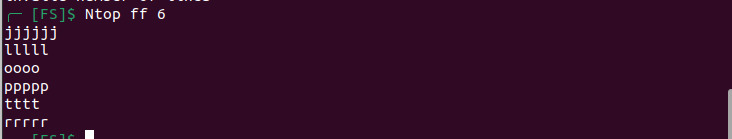 ╭─ [FS]$ Ntop ff 6
jjjjjj
lllll
oooo
ppppp
tttt
rrrrr
[FS]$